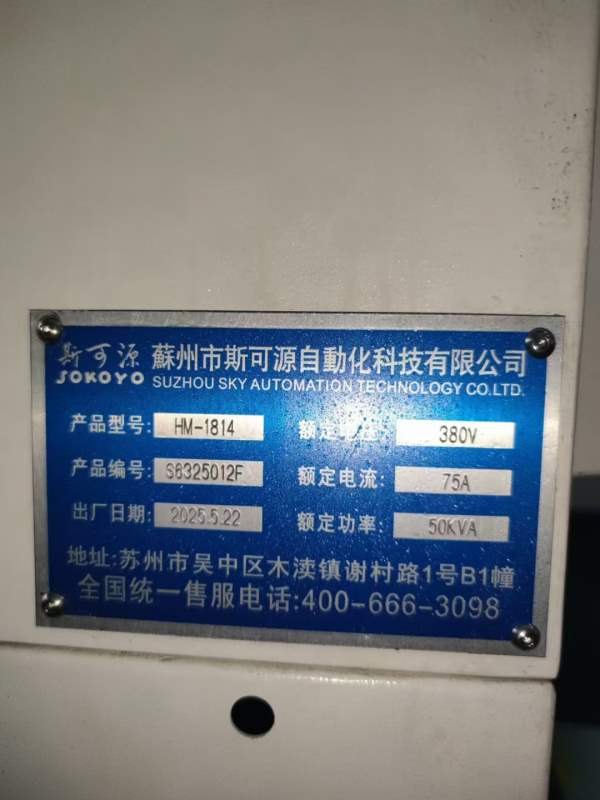 斯可源 蘇州市斯可源自動化科技有限公司
SOKOYO SUZHOU SKY AUTOMATION TECHNOLOGY CO.LTD.
产品型号: HM-1814 额定电压: 380V
产品编号: S6325012F 额定电流: 75A
出厂日期: 2025.5.22 额定功率: 50KVA
地址:苏州市吴中区木渎镇谢村路1号B1幢
全国统一售服电话:400-666-3098